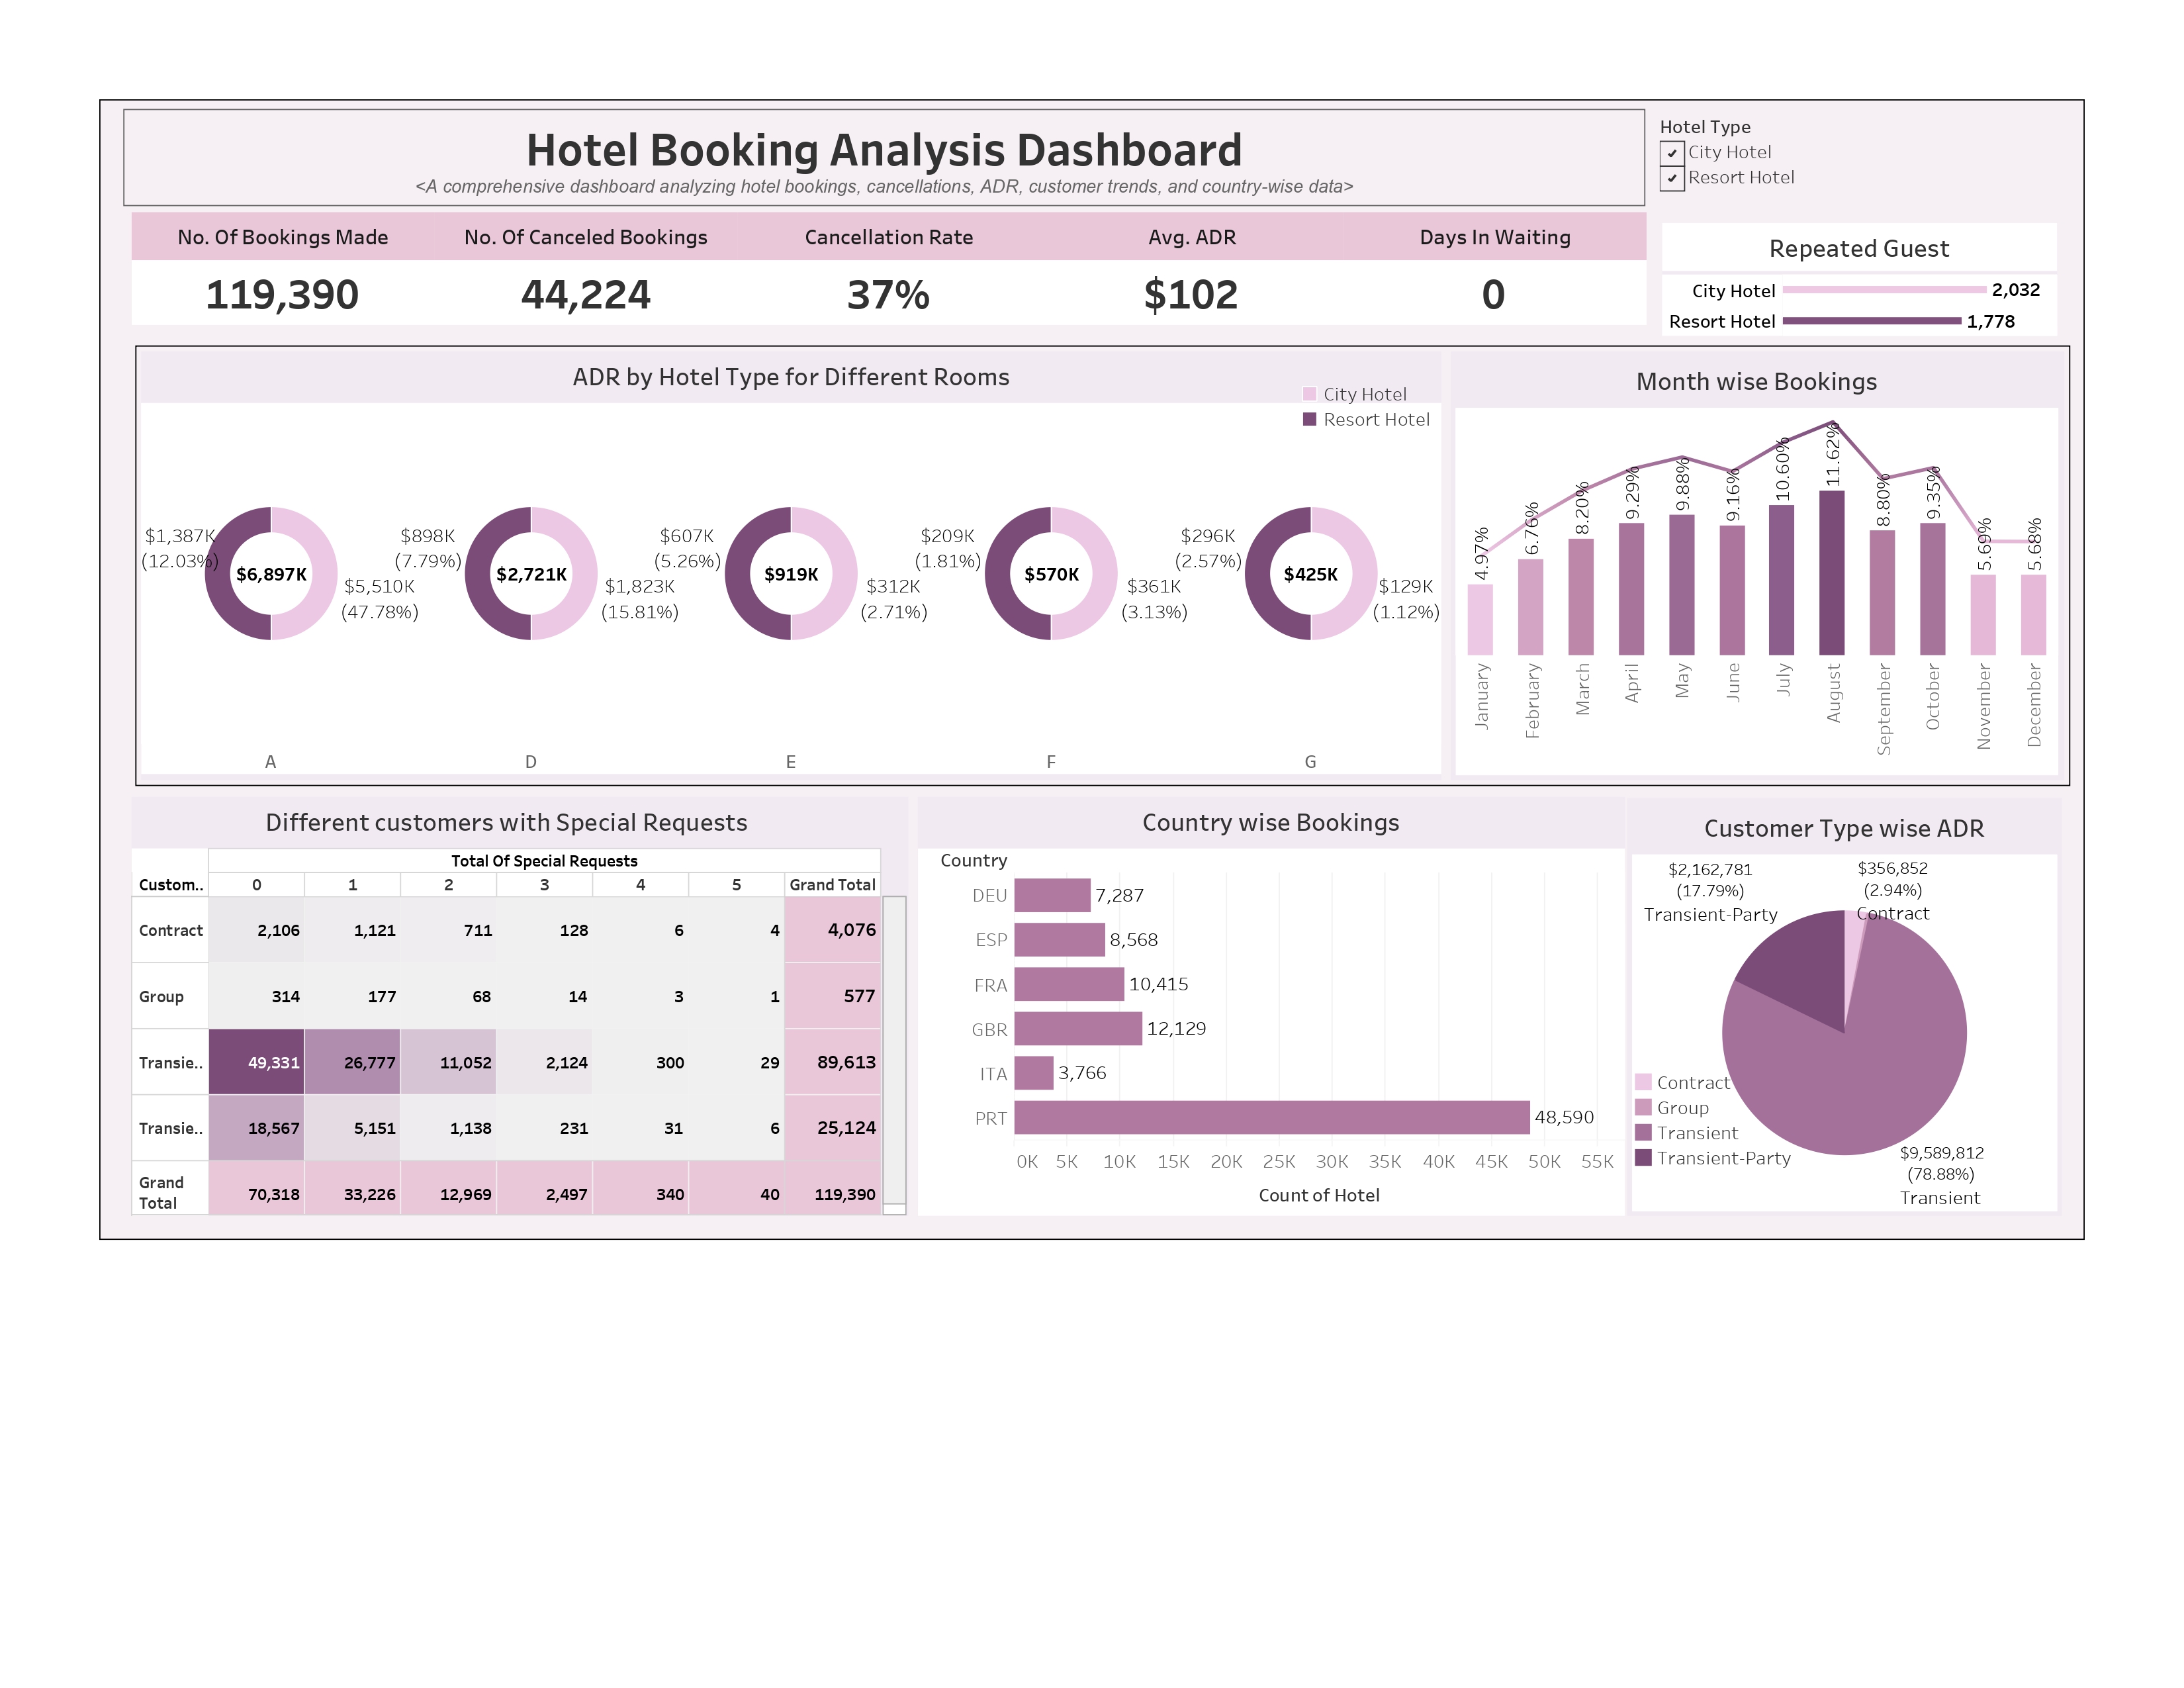 Hotel Booking Analysis Dashboard
<A comprehensive dashboard analyzing hotel bookings, cancellations, ADR, customer trends, and country-wise data>
Hotel Type
City Hotel
Resort Hotel
No. Of Bookings Made No. Of Canceled Bookings Cancellation Rate Avg. ADR Days In Waiting
119,390 44,224 37% $102 0
Repeated Guest
City Hotel 2,032
Resort Hotel 1,778
ADR by Hotel Type for Different Rooms
City Hotel
Resort Hotel
$1,387K $898K $607K $209K $296K
(12.03%) (7.79%) (5.26%) (1.81%) (2.57%)
$6,897K $2,721K $919K $570K $425K
$5,510K $1,823K $312K $361K $129K
(47.78%) (15.81%) (2.71%) (3.13%) (1.12%)
A D E F G
Month wise Bookings
4.97% 6.76% 8.20% 9.29% 9.88% 9.16% 10.60% 11.62% 8.80% 9.35% 5.69% 5.68%
January February March April May June July August September October November December
Different customers with Special Requests
Total Of Special Requests
Custom.. 0 1 2 3 4 5 Grand Total
Contract 2,106 1,121 711 128 6 4 4,076
Group 314 177 68 14 3 1 577
Transie.. 49,331 26,777 11,052 2,124 300 29 89,613
Transie.. 18,567 5,151 1,138 231 31 6 25,124
Grand
Total 70,318 33,226 12,969 2,497 340 40 119,390
Country wise Bookings
Country
DEU 7,287
ESP 8,568
FRA 10,415
GBR 12,129
ITA 3,766
PRT 48,590
0K 5K 10K 15K 20K 25K 30K 35K 40K 45K 50K 55K
Count of Hotel
Customer Type wise ADR
$2,162,781
(17.79%)
Transient-Party
$356,852
(2.94%)
Contract
Contract
Group
Transient
Transient-Party
$9,589,812
(78.88%)
Transient